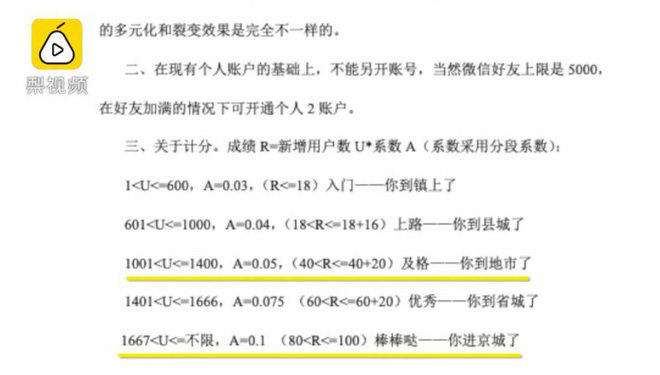 梨视频
的多元化和裂变效果是完全不一样的。
二、在现有个人账户的基础上，不能另开账号，当然微信好友上限是 5000，
在好友加满的情况下可开通个人 2 账户。
三、关于计分。成绩 R=新增用户数 U*系数 A（系数采用分段系数）：
1<U<=600，A=0.03，（R<=18）入门——你到镇上了
601<U<=1000，A=0.04，（18<R<=18+16）上路——你到县城了
1001<U<=1400，A=0.05，（40<R<=40+20）及格——你到地市了
1401<U<=1666，A=0.075 （60<R<=60+20）优秀——你到省城了
1667<U<=不限，A=0.1 （80<R<=100）棒棒哒——你进京城了